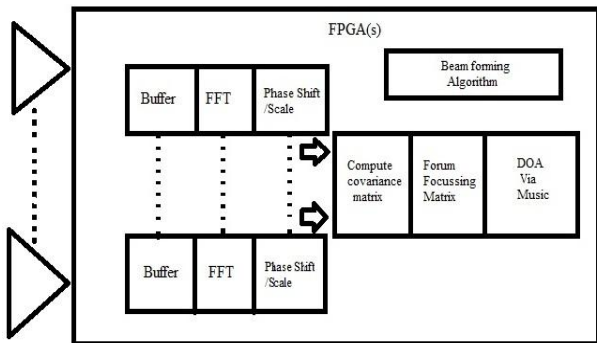 FPGA(s)
Beam forming
Algorithm
Buffer
FFT
Phase Shift
/Scale
Compute
covariance
matrix
Forum
Focussing
Matrix
DOA
Via
Music
Buffer
FFT
Phase Shift
/Scale